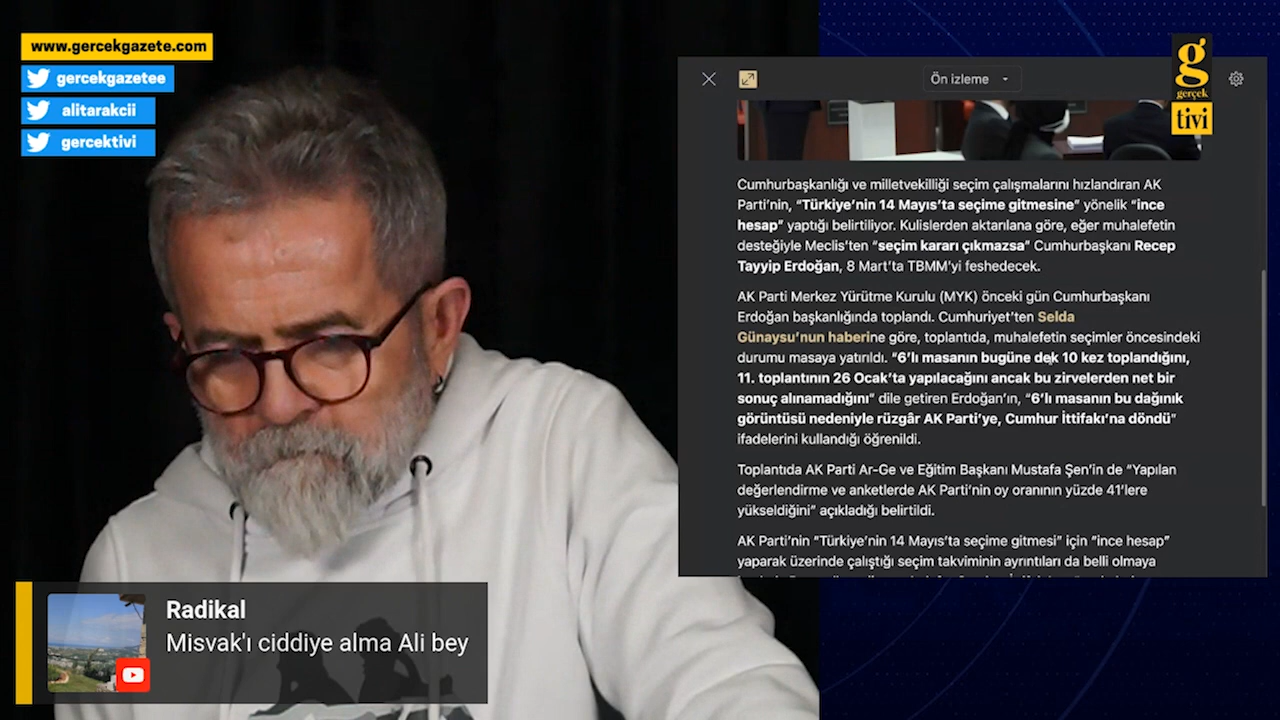 www.gercekgazete.com
gercekgazetee
alitarakcii
gercektivi
Ön izleme
g
gerçek
tivi
Cumhurbaşkanlığı ve milletvekilliği seçim çalışmalarını hızlandıran AK
Parti’nin, “Türkiye’nin 14 Mayıs’ta seçime gitmesine” yönelik “ince
hesap” yaptığı belirtiliyor. Kulislerden aktarılana göre, eğer muhalefetin
desteğiyle Meclis’ten “seçim kararı çıkmazsa” Cumhurbaşkanı Recep
Tayyip Erdoğan, 8 Mart’ta TBMM’yi feshedecek.
AK Parti Merkez Yürütme Kurulu (MYK) önceki gün Cumhurbaşkanı
Erdoğan başkanlığında toplandı. Cumhuriyet’ten Selda
Günaysu’nun haberine göre, toplantıda, muhalefetin seçimler öncesindeki
durumu masaya yatırıldı. “6’lı masanın bugüne dek 10 kez toplandığını,
11. toplantının 26 Ocak’ta yapılacağını ancak bu zirvelerden net bir
sonuç alınamadığını“ dile getiren Erdoğan’ın, “6’lı masanın bu dağınık
görüntüsü nedeniyle rüzgâr AK Parti’ye, Cumhur İttifakı’na döndü”
ifadelerini kullandığı öğrenildi.
Toplantıda AK Parti Ar-Ge ve Eğitim Başkanı Mustafa Şen’in de “Yapılan
değerlendirme ve anketlerde AK Parti’nin oy oranının yüzde 41’lere
yükseldiğini” açıkladığı belirtildi.
AK Parti’nin “Türkiye’nin 14 Mayıs’ta seçime gitmesi” için “ince hesap”
yaparak üzerinde çalıştığı seçim takviminin ayrıntıları da belli olmaya
Radikal
Misvak'ı ciddiye alma Ali bey